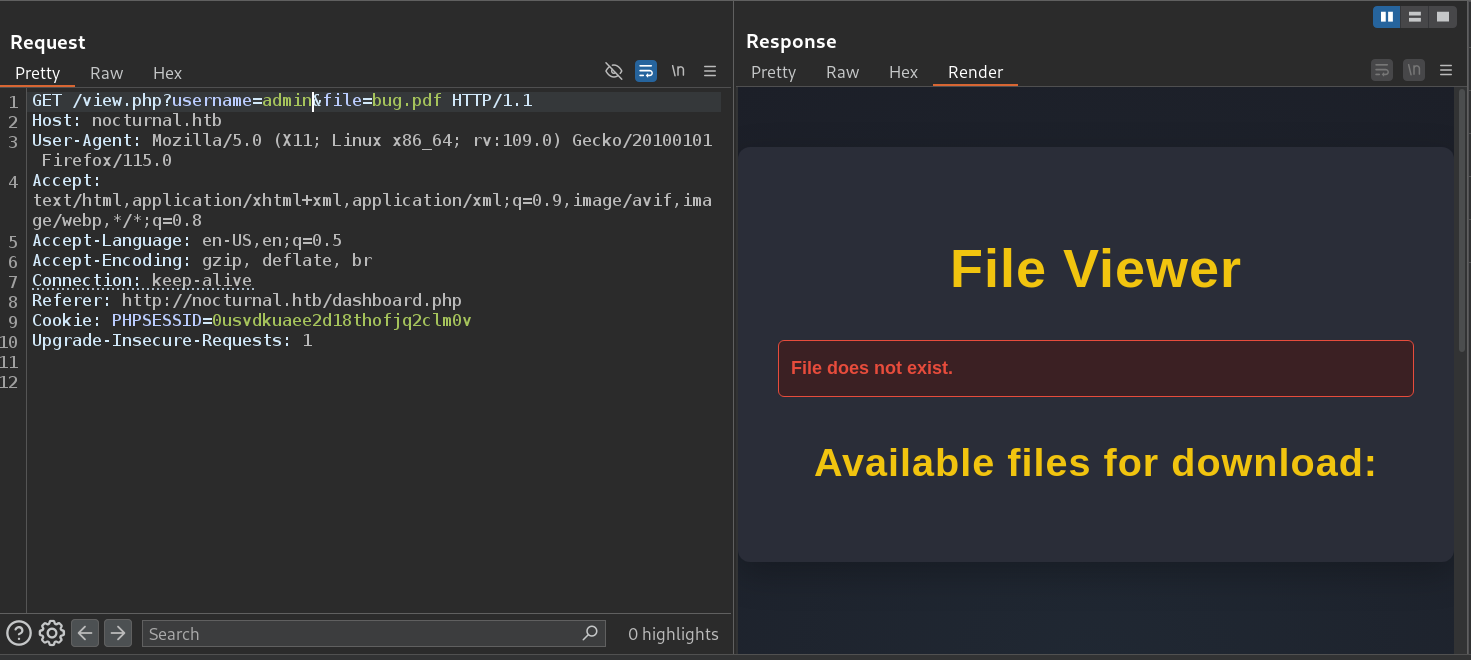 Request
Pretty Raw Hex
\n
1 GET /view.php?username=admin&file=bug.pdf HTTP/1.1
2 Host: nocturnal.htb
3 User-Agent: Mozilla/5.0 (X11; Linux x86_64; rv:109.0) Gecko/20100101
Firefox/115.0
4 Accept:
text/html,application/xhtml+xml,application/xml;q=0.9,image/avif,ima
ge/webp,*/*;q=0.8
5 Accept-Language: en-US,en;q=0.5
6 Accept-Encoding: gzip, deflate, br
7 Connection: keep-alive
8 Referer: http://nocturnal.htb/dashboard.php
9 Cookie: PHPSESSID=0usvdkuaee2d18thofjq2clm0v
10 Upgrade-Insecure-Requests: 1
11
12
Search
0 highlights
Response
Pretty Raw Hex Render
\n
File Viewer
File does not exist.
Available files for download: